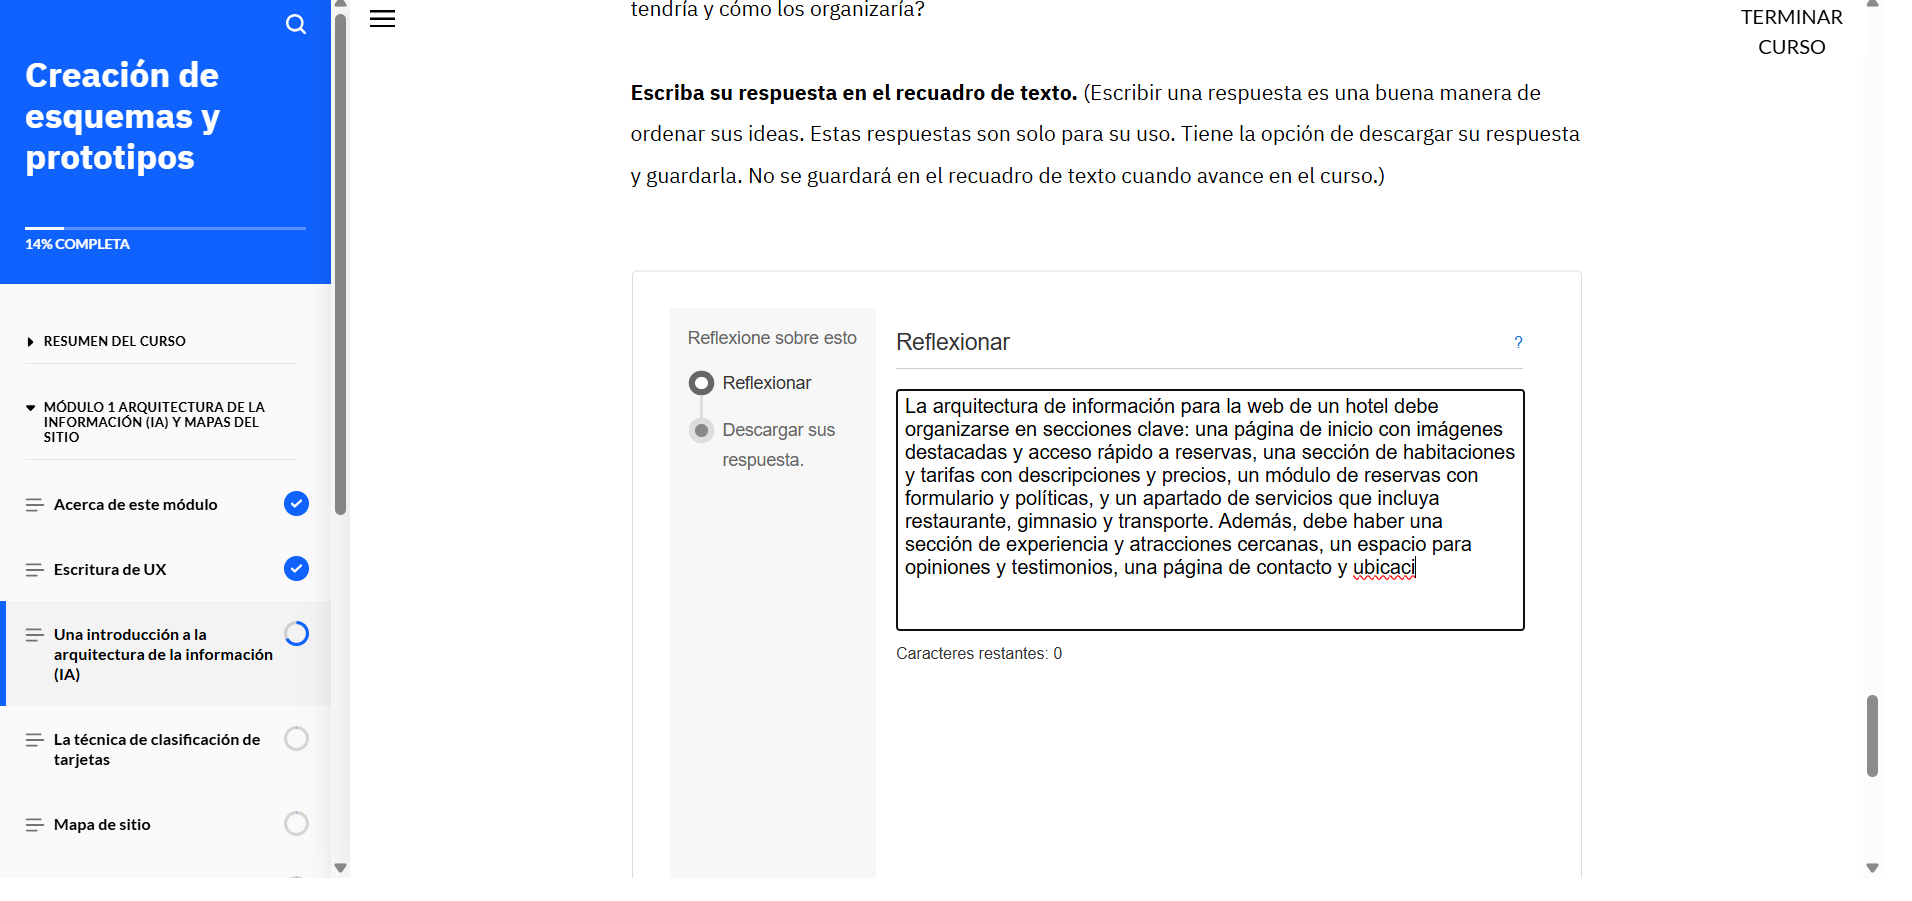 Creación de
esquemas y
prototipos
14% COMPLETA
RESUMEN DEL CURSO
MÓDULO 1 ARQUITECTURA DE LA
INFORMACIÓN (IA) Y MAPAS DEL
SITIO
Acerca de este módulo
Escritura de UX
Una introducción a la
arquitectura de la información
(IA)
La técnica de clasificación de
tarjetas
Mapa de sitio
TERMINAR
CURSO
tendría y cómo los organizaría?
Escriba su respuesta en el recuadro de texto. (Escribir una respuesta es una buena manera de
ordenar sus ideas. Estas respuestas son solo para su uso. Tiene la opción de descargar su respuesta
y guardarla. No se guardará en el recuadro de texto cuando avance en el curso.)
Reflexione sobre esto
Reflexionar
Descargar sus
respuesta.
Reflexionar
?
La arquitectura de información para la web de un hotel debe
organizarse en secciones clave: una página de inicio con imágenes
destacadas y acceso rápido a reservas, una sección de habitaciones
y tarifas con descripciones y precios, un módulo de reservas con
formulario y políticas, y un apartado de servicios que incluya
restaurante, gimnasio y transporte. Además, debe haber una
sección de experiencia y atracciones cercanas, un espacio para
opiniones y testimonios, una página de contacto y ubicaci
Caracteres restantes: 0